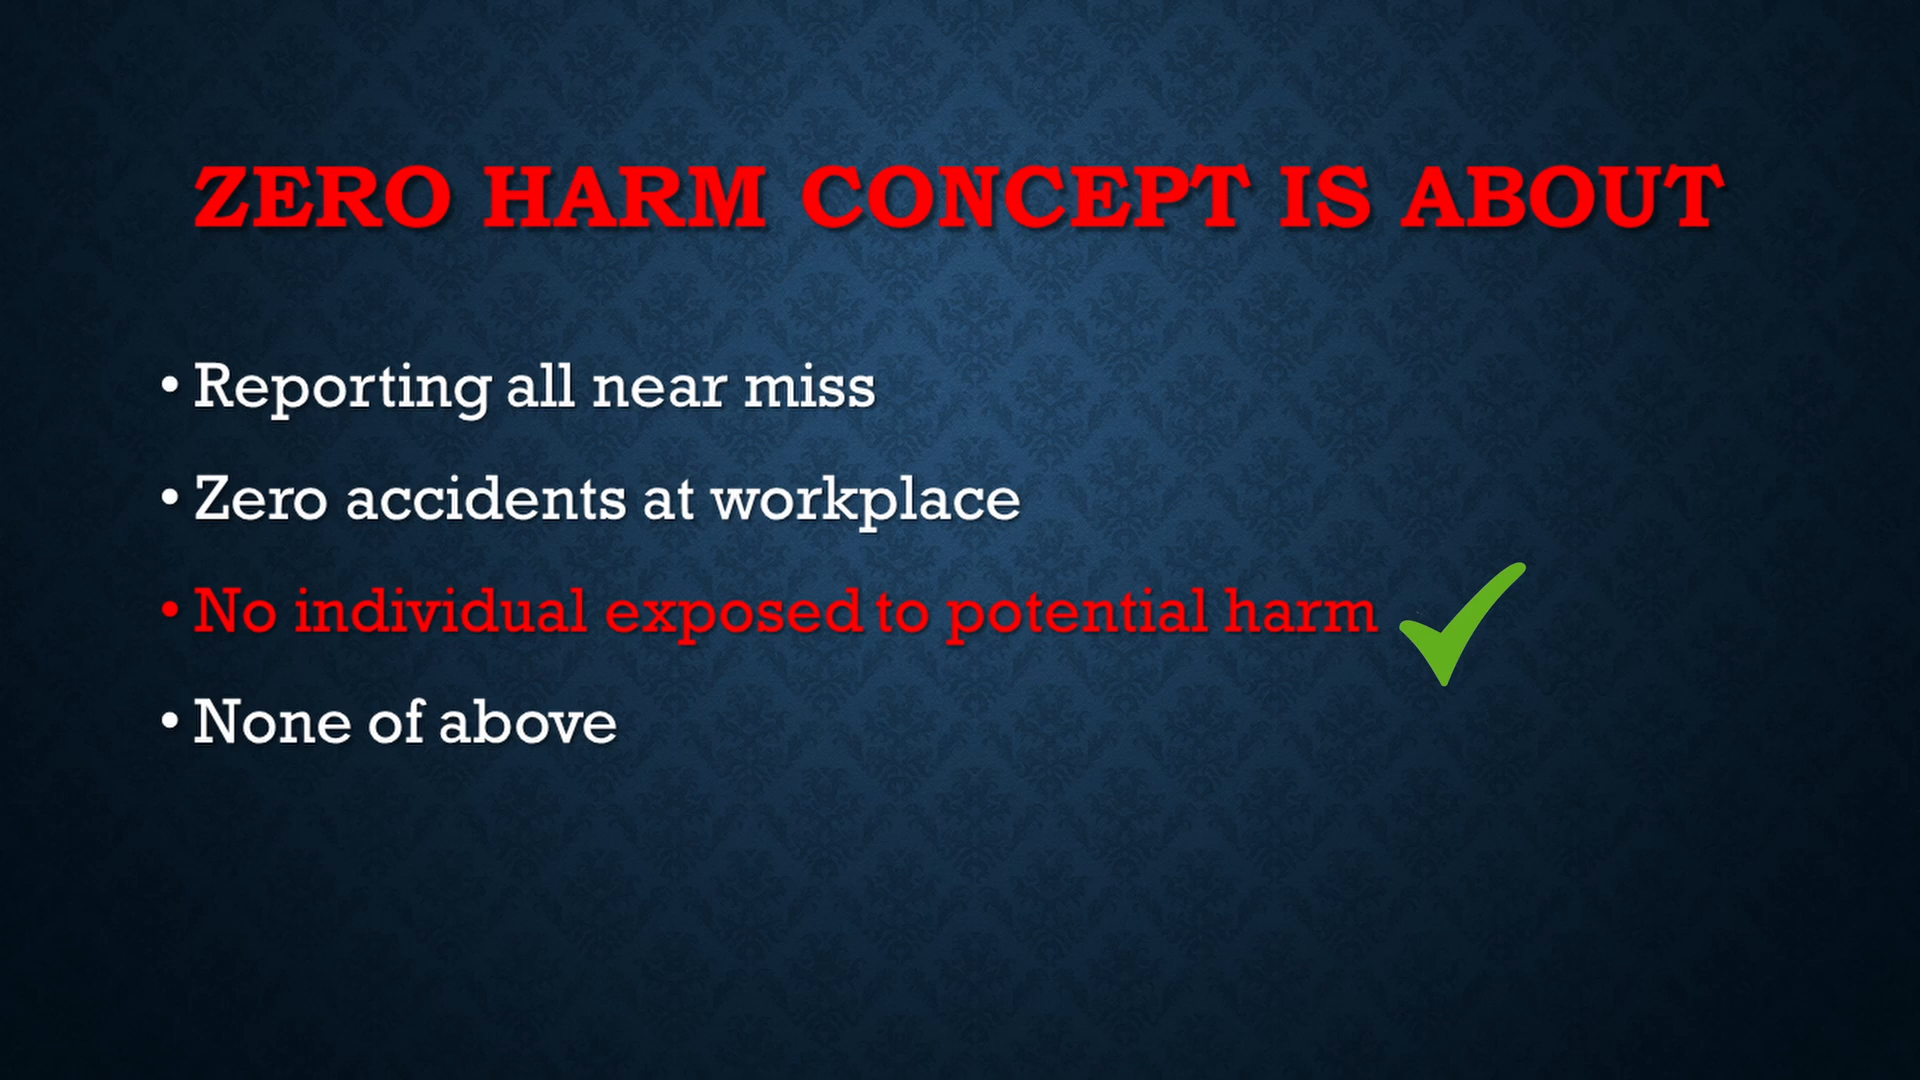 ZERO HARM CONCEPT IS ABOUT
• Reporting all near miss
• Zero accidents at workplace
• No individual exposed to potential harm
• None of above